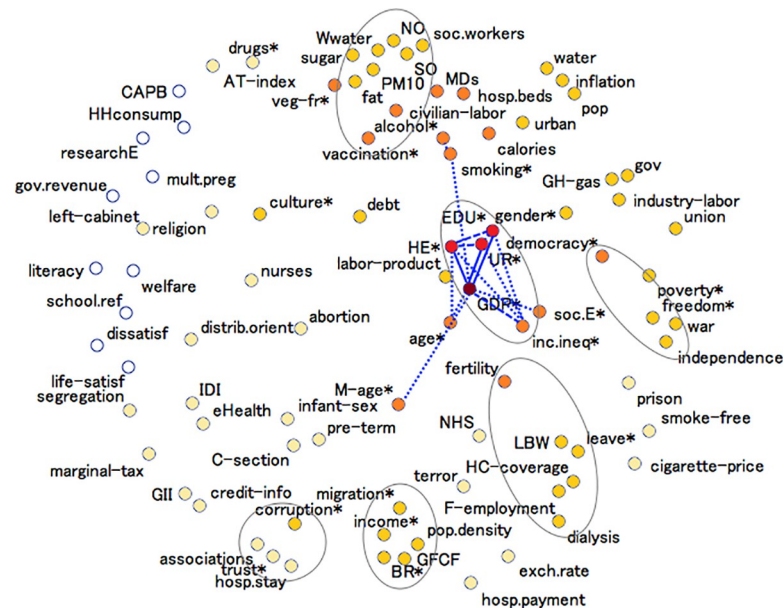 NO
drugs*
Wwater
soc.workers
sugar
SO
water
AT-index
PM10
MDs
inflation
CAPB
veg-fr*
fat
hosp.beds
pop
HHconsump
civilian-labor
alcohol*
urban
researchE
vaccination*
calories
smoking*
gov.revenue
mult.preg
GH-gas
gov
left-cabinet
culture*
debt
EDU*
gender*
industry-labor
religion
union
HE*
democracy*
labor-product
UR*
literacy
welfare
nurses
poverty*
school.ref
GDP*
freedom*
dissatisf
distrib.orient
abortion
age*
soc.E*
war
inc.ineq*
independence
life-satisf
fertility
segregation
IDI
M-age*
prison
eHealth
infant-sex
NHS
smoke-free
pre-term
LBW
leave*
marginal-tax
C-section
HC-coverage
cigarette-price
GII
credit-info
migration*
terror
corruption*
income*
F-employment
pop.density
dialysis
associations
GFCF
trust*
BR*
exch.rate
hosp.stay
hosp.payment